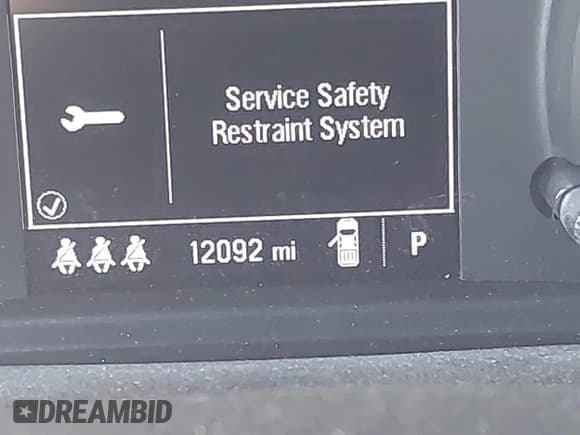 Service Safety
Restraint System
12092 mi
P
DREAMBID